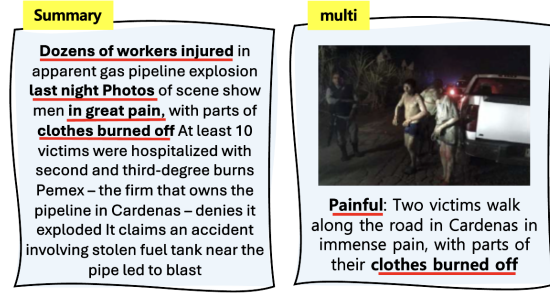 Summary
Dozens of workers injured in
apparent gas pipeline explosion
last night Photos of scene show
men in great pain, with parts of
clothes burned off At least 10
victims were hospitalized with
second and third-degree burns
Pemex – the firm that owns the
pipeline in Cardenas – denies it
exploded It claims an accident
involving stolen fuel tank near the
pipe led to blast
multi
Painful: Two victims walk
along the road in Cardenas in
immense pain, with parts of
their clothes burned off